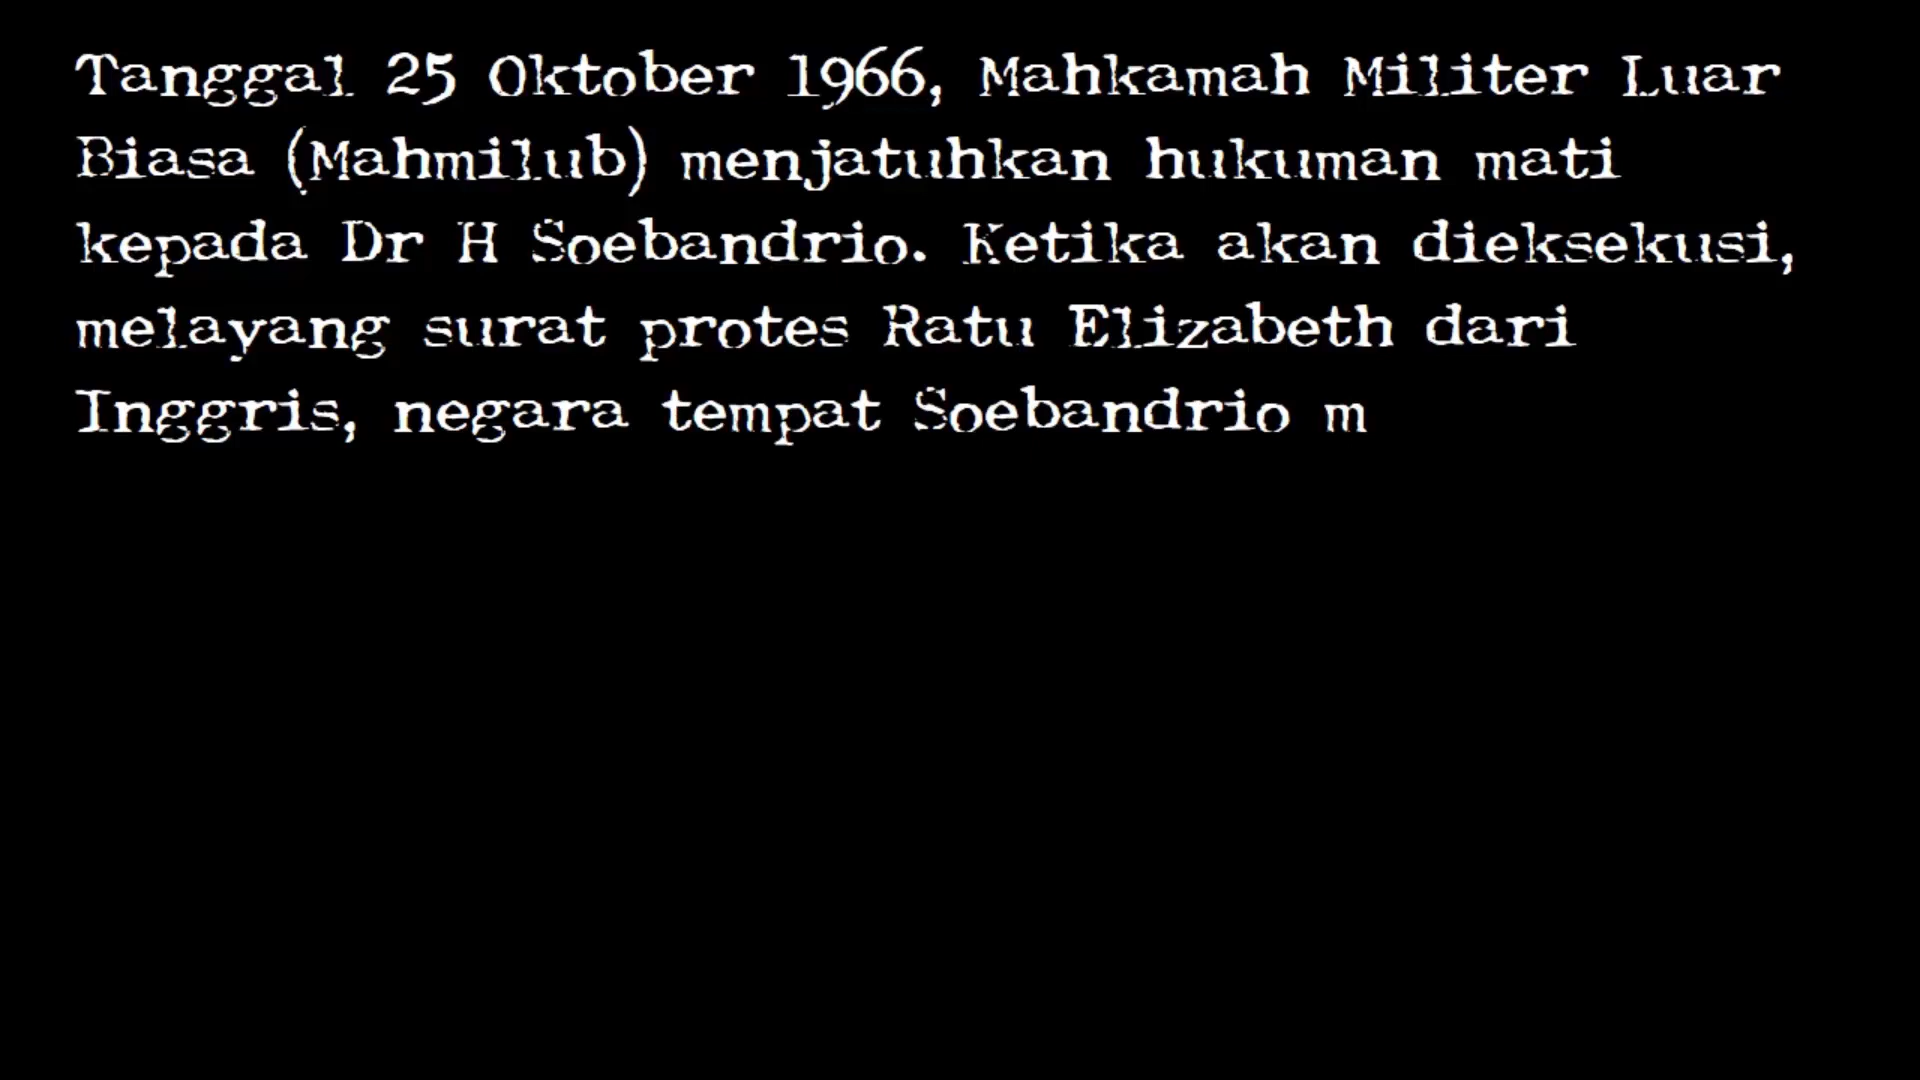 Tanggal 25 Oktober 1966, Mahkamah Militer Luar
Biasa (Mahmilub) menjatuhkan hukuman mati
kepada Dr H Soebandrio. Ketika akan dieksekusi,
melayang surat protes Ratu Elizabeth dari
Inggris, negara tempat Soebandrio m